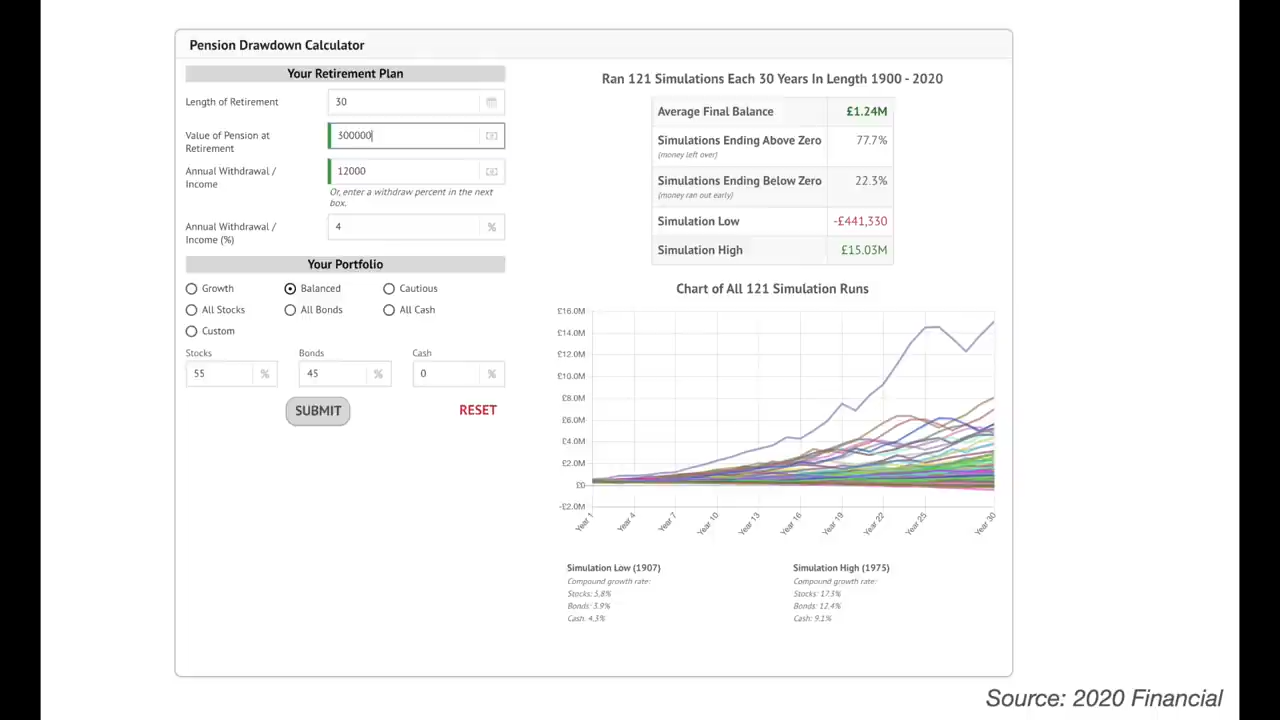 Pension Drawdown Calculator
Your Retirement Plan
Length of Retirement
30
Value of Pension at
Retirement
300000
Annual Withdrawal /
Income
12000
Or, enter a withdraw percent in the next
box.
Annual Withdrawal /
Income (%)
4
%
Your Portfolio
Growth
Balanced
Cautious
All Stocks
All Bonds
All Cash
Custom
Stocks
Bonds
Cash
55
%
45
%
0
%
SUBMIT
RESET
Ran 121 Simulations Each 30 Years In Length 1900 - 2020
Average Final Balance
£1.24M
Simulations Ending Above Zero
(money left over)
77.7%
Simulations Ending Below Zero
(money ran out early)
22.3%
Simulation Low
-£441,330
Simulation High
£15.03M
Chart of All 121 Simulation Runs
£16.0M
£14.0M
£12.0M
£10.0M
£8.0M
£6.0M
£4.0M
£2.0M
£0
-£2.0M
Year 1
Year 4
Year 7
Year 10
Year 13
Year 16
Year 19
Year 22
Year 25
Year 30
Simulation Low (1907)
Compound growth rate:
Stocks: 5.8%
Bonds: 3.9%
Cash: 4.3%
Simulation High (1975)
Compound growth rate:
Stocks: 17.3%
Bonds: 12.4%
Cash: 9.1%
Source: 2020 Financial